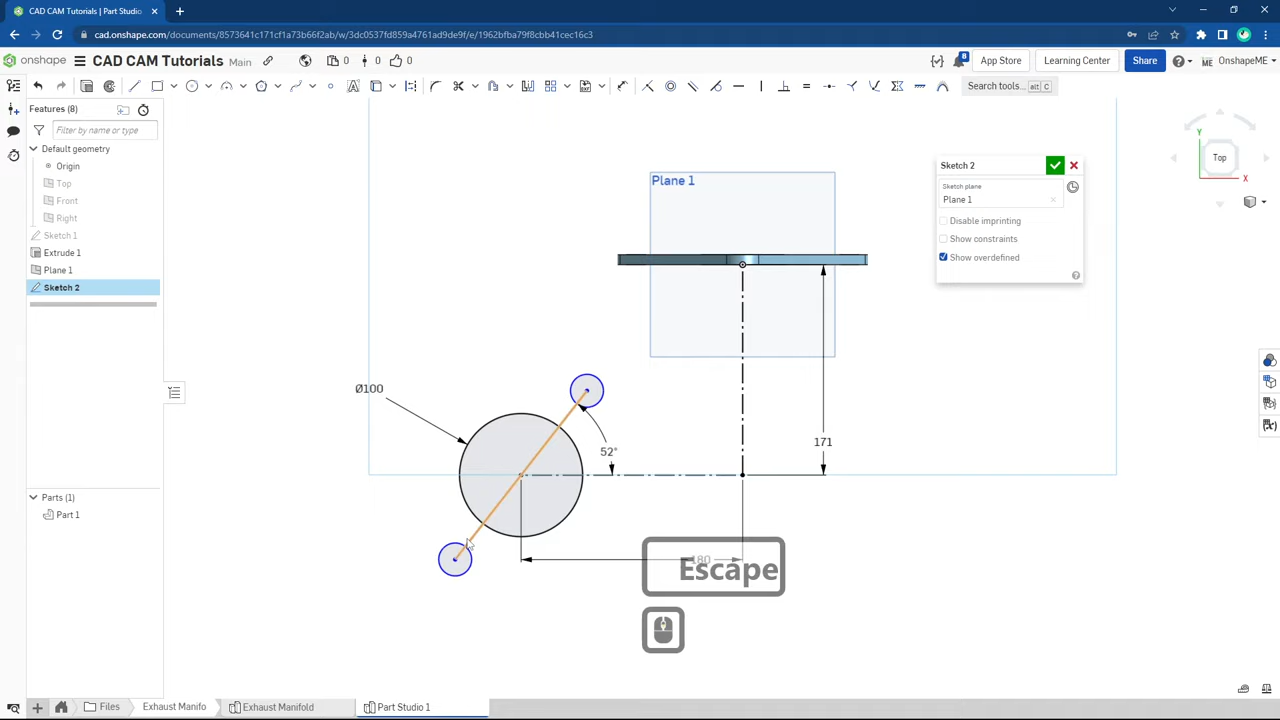 CAD CAM Tutorials | Part Studio
cad.onshape.com/documents/8573641c171cf1a73b66f2ab/w/3dc0537fd859a4761ad9de9f/e/1962bfba79f8cbb41cec16c3
onshape CAD CAM Tutorials Main 0 0 0 8 App Store Learning Center Share OnshapeME
Search tools... alt C
Features (8)
Filter by name or type
Default geometry
Origin
Top
Front
Right
Sketch 1
Extrude 1
Plane 1
Sketch 2
Parts (1)
Part 1
Plane 1
Sketch 2
Sketch plane
Plane 1
Disable imprinting
Show constraints
Show overdefined
Y
Top
X
Ø100
52°
171
180
Escape
Files Exhaust Manifo Exhaust Manifold Part Studio 1